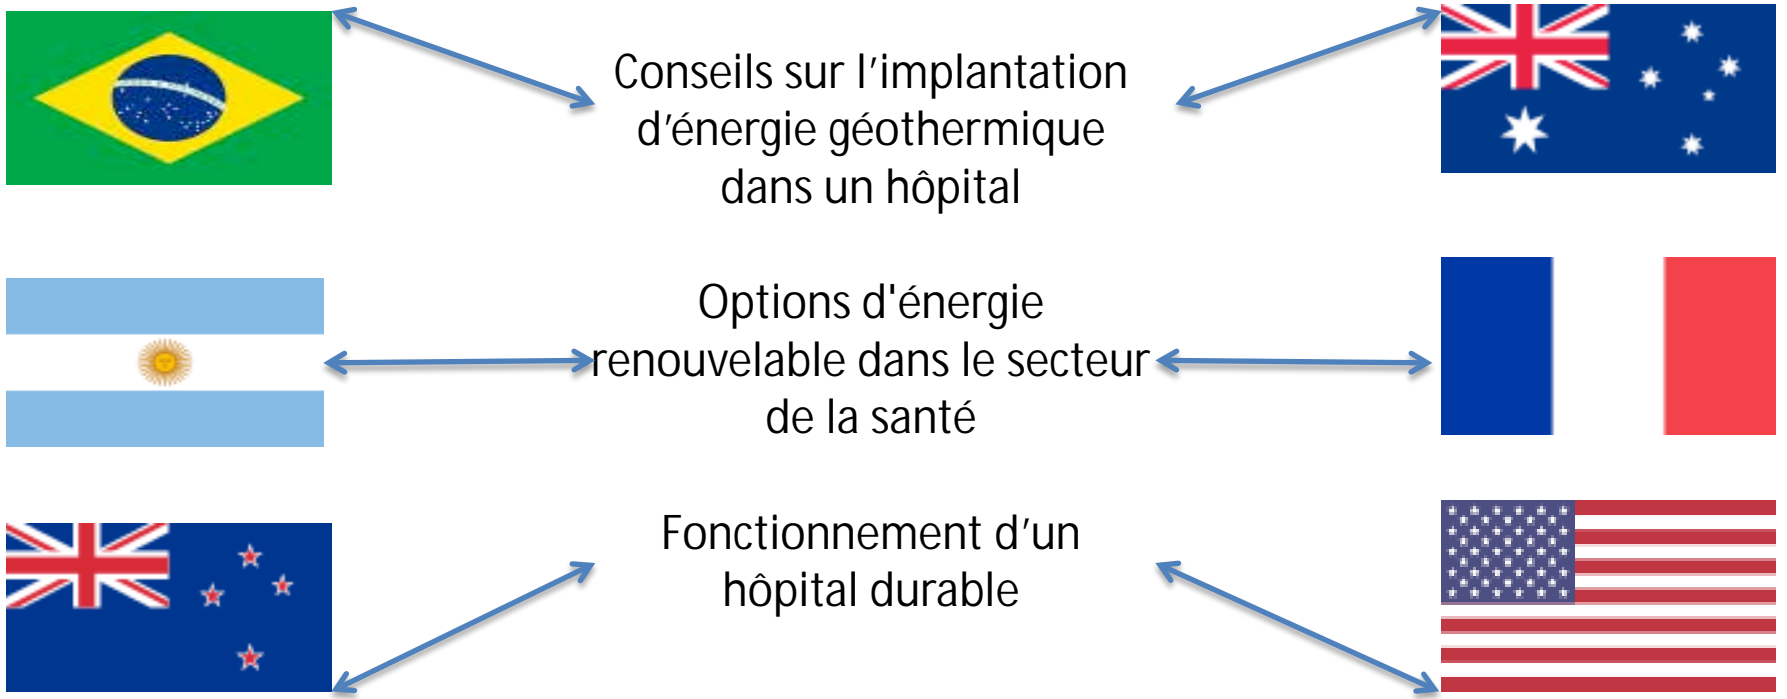 Conseils sur l’implantation
d’énergie géothermique
dans un hôpital
Options d'énergie
renouvelable dans le secteur
de la santé
Fonctionnement d’un
hôpital durable